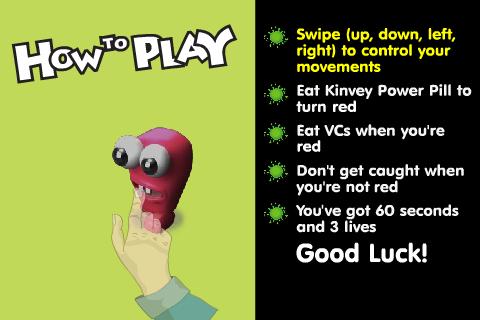 How TO PLAY
Swipe (up, down, left,
right) to control your
movements
Eat Kinvey Power Pill to
turn red
Eat VCs when you're
red
Don't get caught when
you're not red
You've got 60 seconds
and 3 lives
Good Luck!